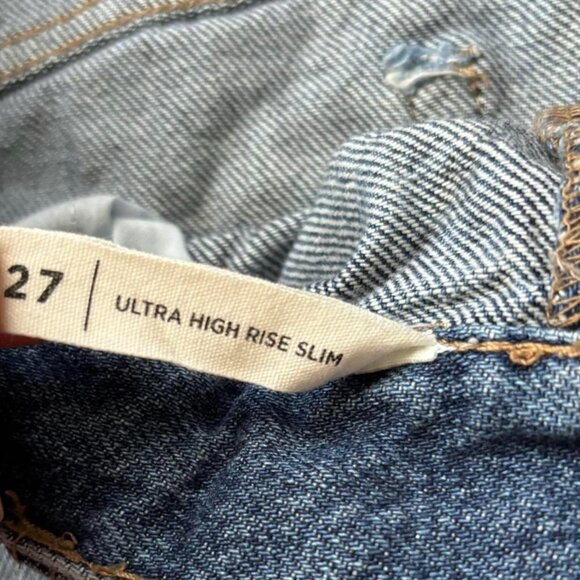 27 | ULTRA HIGH RISE SLIM